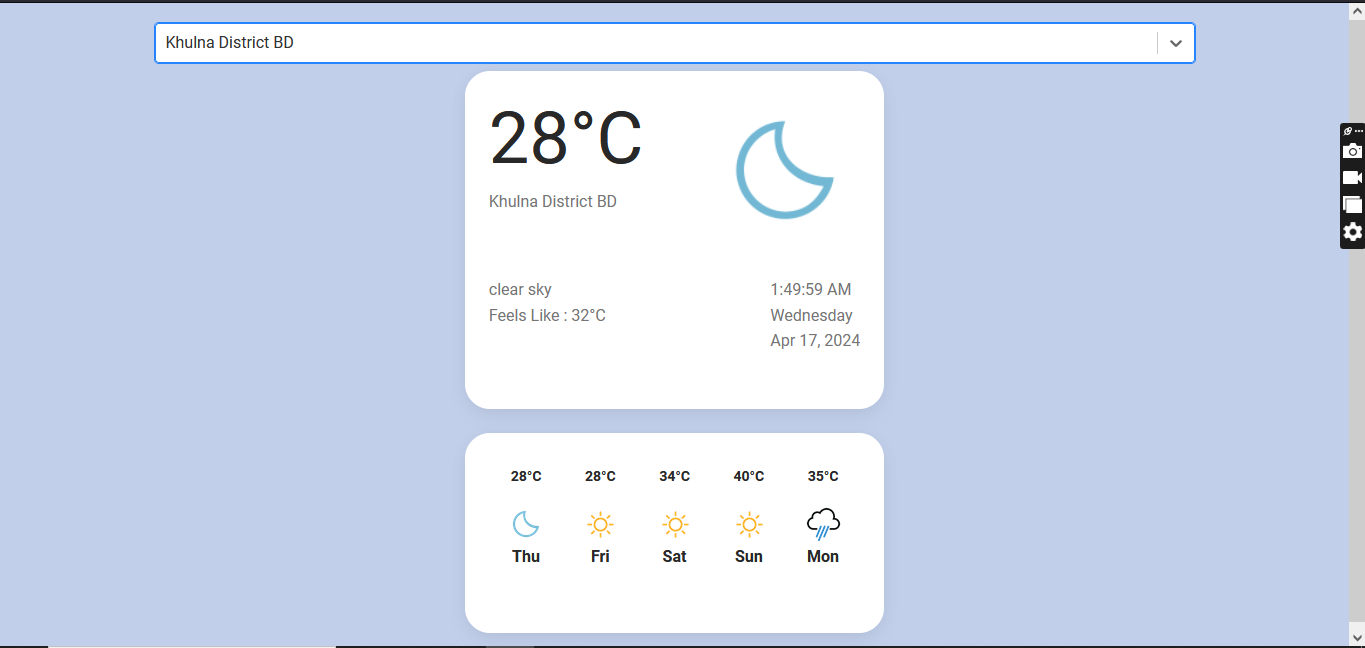 Khulna District BD
28°C
Khulna District BD
clear sky
Feels Like : 32°C
1:49:59 AM
Wednesday
Apr 17, 2024
28°C 28°C 34°C 40°C 35°C
Thu Fri Sat Sun Mon